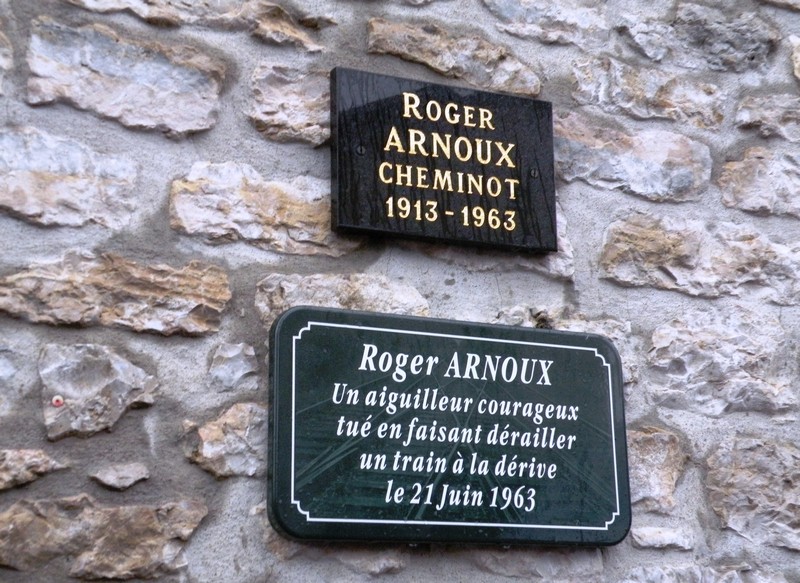 ROGER
ARNOUX
CHEMINOT
1913 - 1963
Roger ARNOUX
Un aiguilleur courageux
tué en faisant dérailler
un train à la dérive
le 21 Juin 1963